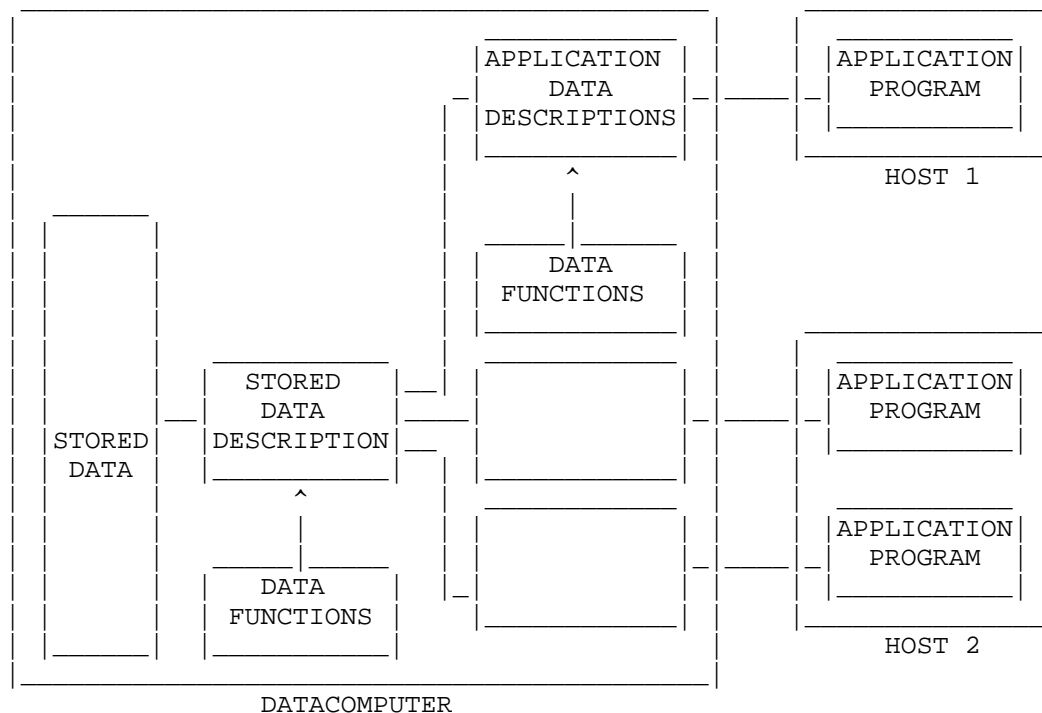 APPLICATION
DATA
DESCRIPTIONS
APPLICATION
PROGRAM
HOST 1
DATA
FUNCTIONS
STORED
DATA
STORED
DATA
DESCRIPTION
DATA
FUNCTIONS
APPLICATION
PROGRAM
APPLICATION
PROGRAM
HOST 2
DATACOMPUTER